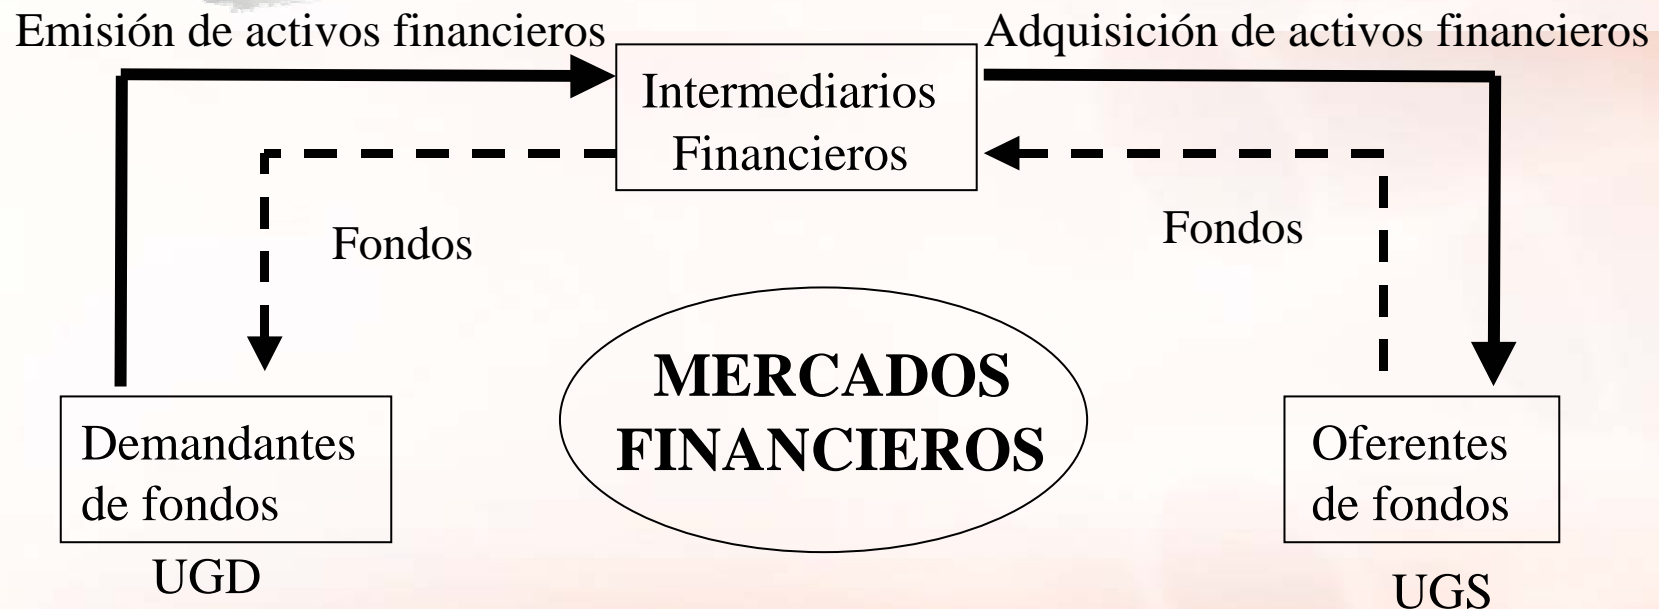 Emisión de activos financieros
Adquisición de activos financieros
Intermediarios
Financieros
Fondos
Fondos
MERCADOS
FINANCIEROS
Demandantes
de fondos
UGD
Oferentes
de fondos
UGS